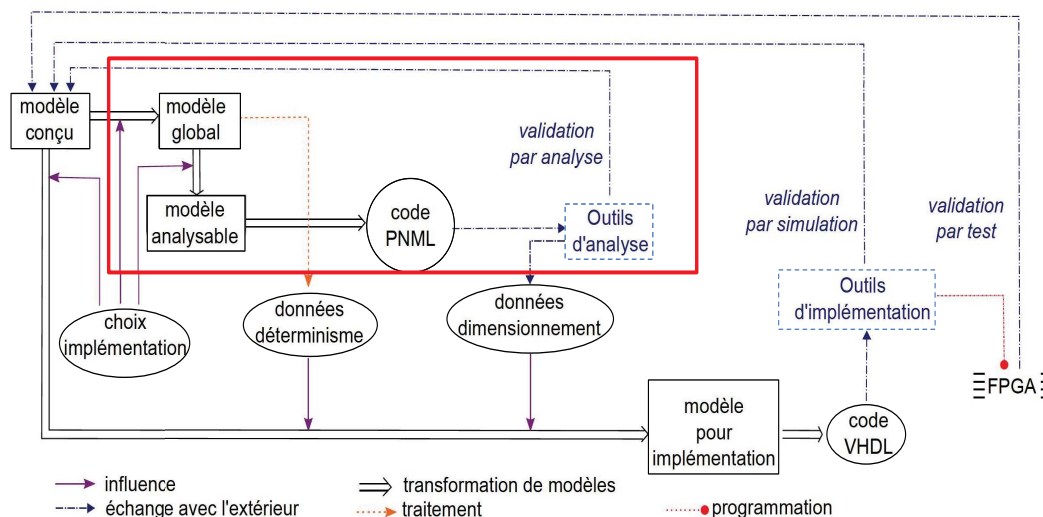 modèle
conçu
modèle
global
validation
par analyse
modèle
analysable
code
PNML
Outils
d'analyse
validation
par simulation
validation
par test
choix
implémentation
données
déterminisme
données
dimensionnement
Outils
d'implémentation
FPGA
modèle
pour
implémentation
code
VHDL
influence
transformation de modèles
échange avec l'extérieur
traitement
programmation